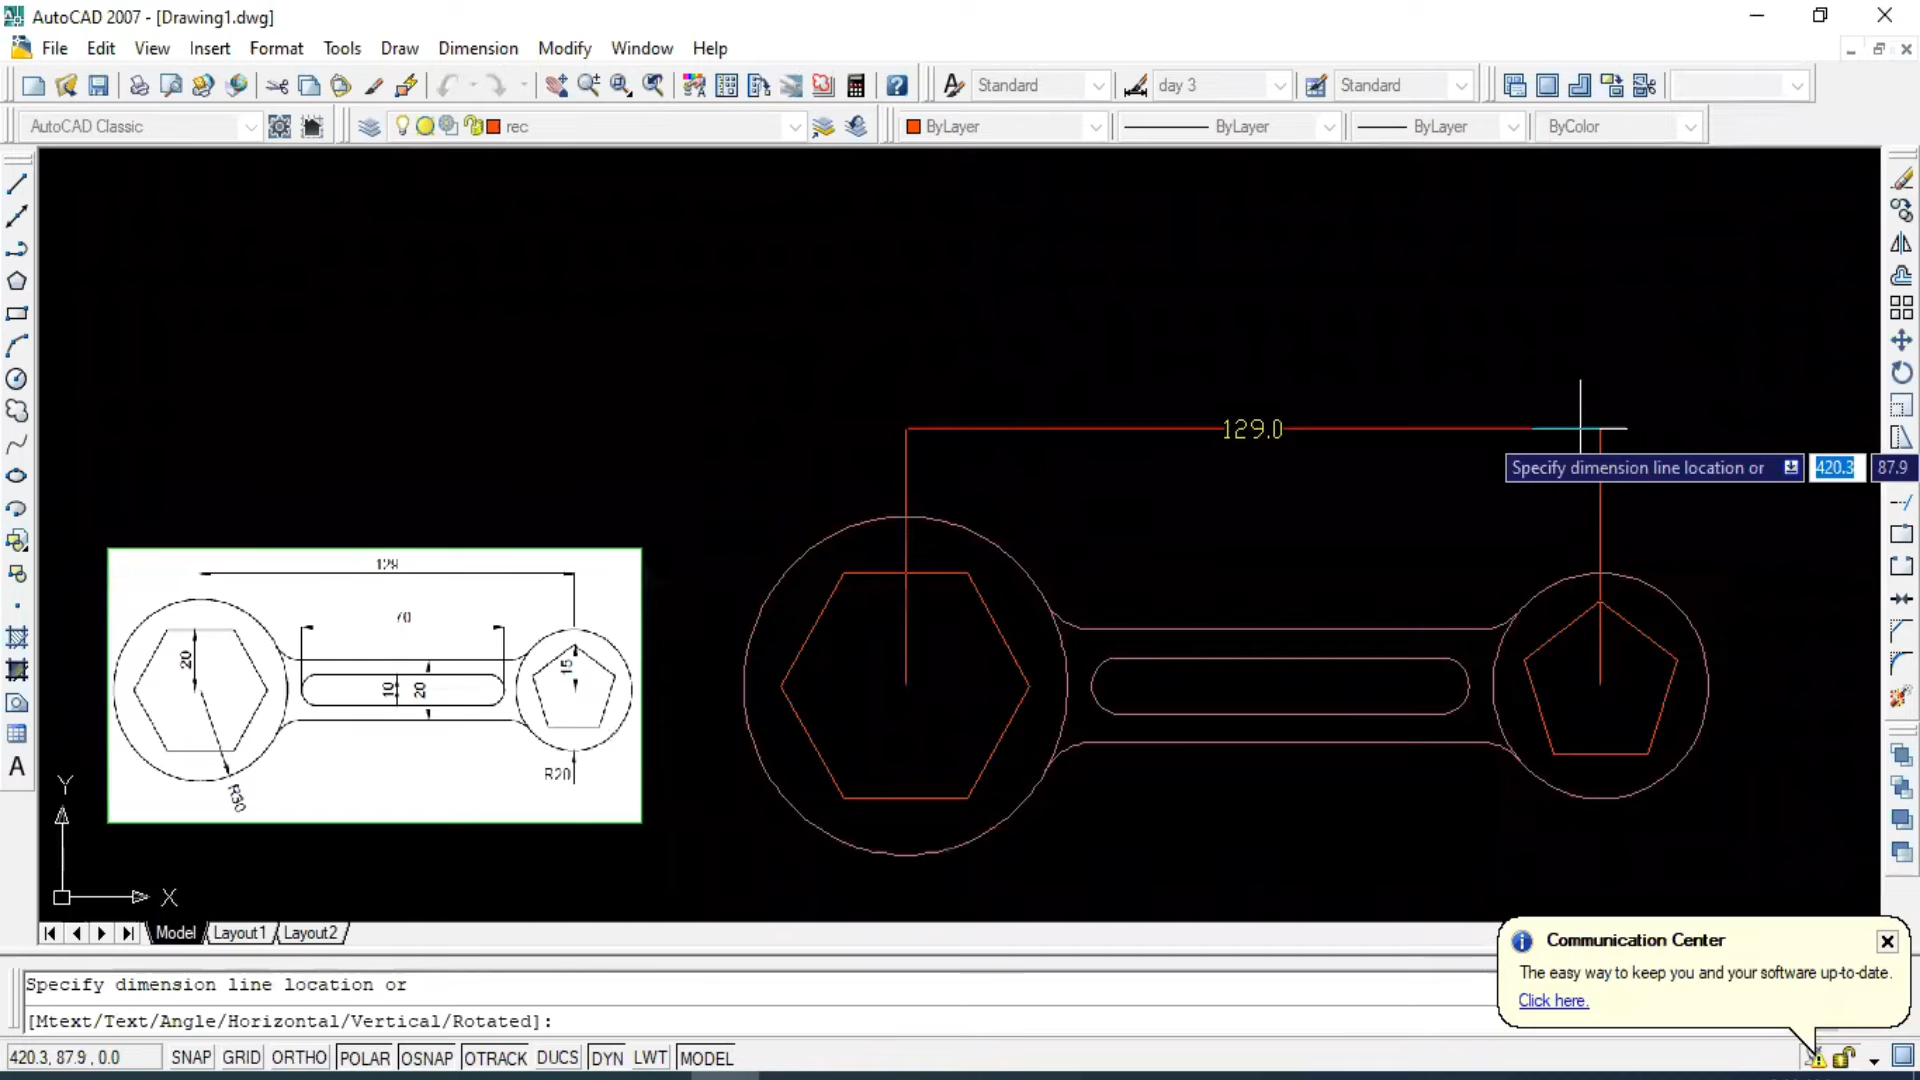 AutoCAD 2007 - [Drawing1.dwg]
File Edit View Insert Format Tools Draw Dimension Modify Window Help
Standard day 3 Standard
AutoCAD Classic rec ByLayer ByLayer ByLayer ByColor
129.0
Specify dimension line location or 420.3 87.9
129
70
20
10
20
15
R20
R30
Y
X
Model Layout1 Layout2
Communication Center
The easy way to keep you and your software up-to-date.
Click here.
Specify dimension line location or
[Mtext/Text/Angle/Horizontal/Vertical/Rotated]:
420.3, 87.9 , 0.0 SNAP GRID ORTHO POLAR OSNAP OTRACK DUCS DYN LWT MODEL